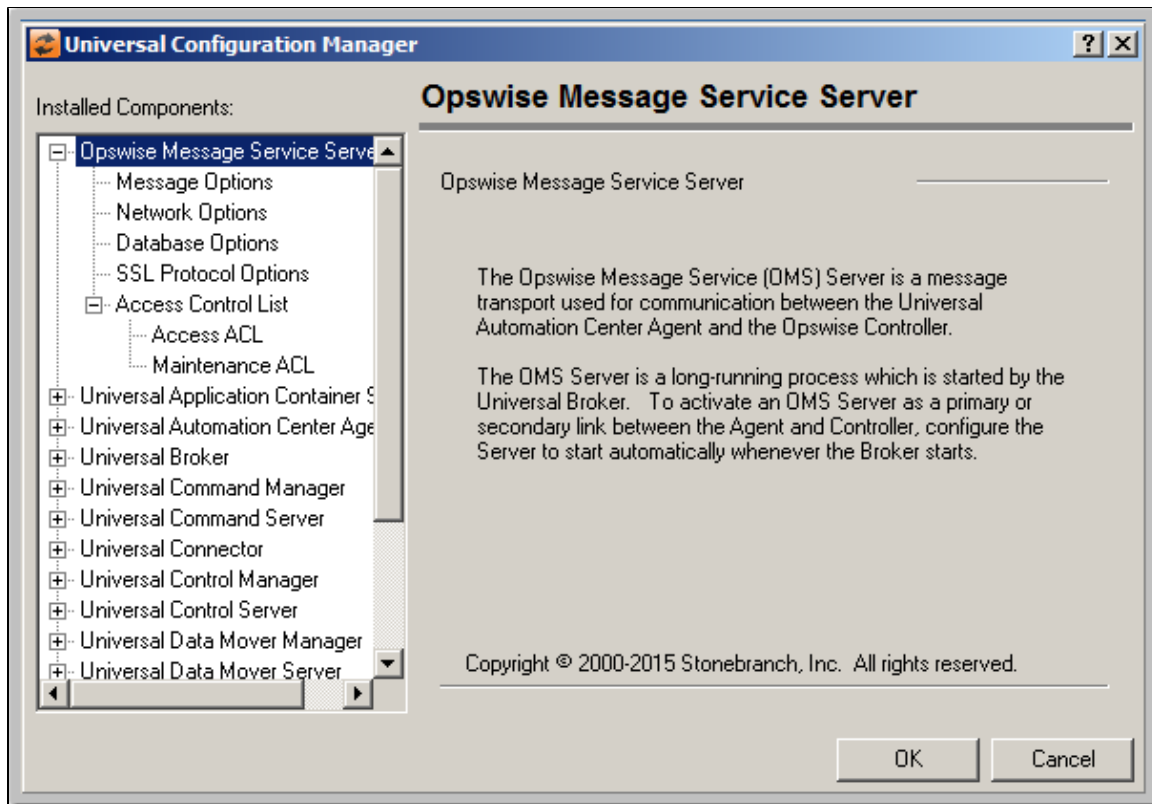 Universal Configuration Manager
Installed Components:
Opswise Message Service Serve
Message Options
Network Options
Database Options
SSL Protocol Options
Access Control List
Access ACL
Maintenance ACL
Universal Application Container S
Universal Automation Center Age
Universal Broker
Universal Command Manager
Universal Command Server
Universal Connector
Universal Control Manager
Universal Control Server
Universal Data Mover Manager
Universal Data Mover Server
Opswise Message Service Server
Opswise Message Service Server
The Opswise Message Service (OMS) Server is a message
transport used for communication between the Universal
Automation Center Agent and the Opswise Controller.
The OMS Server is a long-running process which is started by the
Universal Broker.   To activate an OMS Server as a primary or
secondary link between the Agent and Controller, configure the
Server to start automatically whenever the Broker starts.
Copyright © 2000-2015 Stonebranch, Inc.  All rights reserved.
OK
Cancel